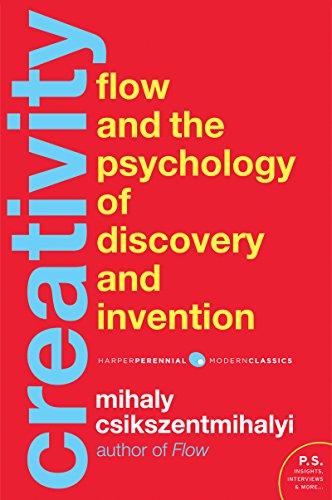 creativity
flow
and the
psychology
of
discovery
and
invention
HARPERPERENNIAL MODERNCLASSICS
mihaly
csikszentmihalyi
author of Flow
P.S.
INSIGHTS,
INTERVIEWS
& MORE...